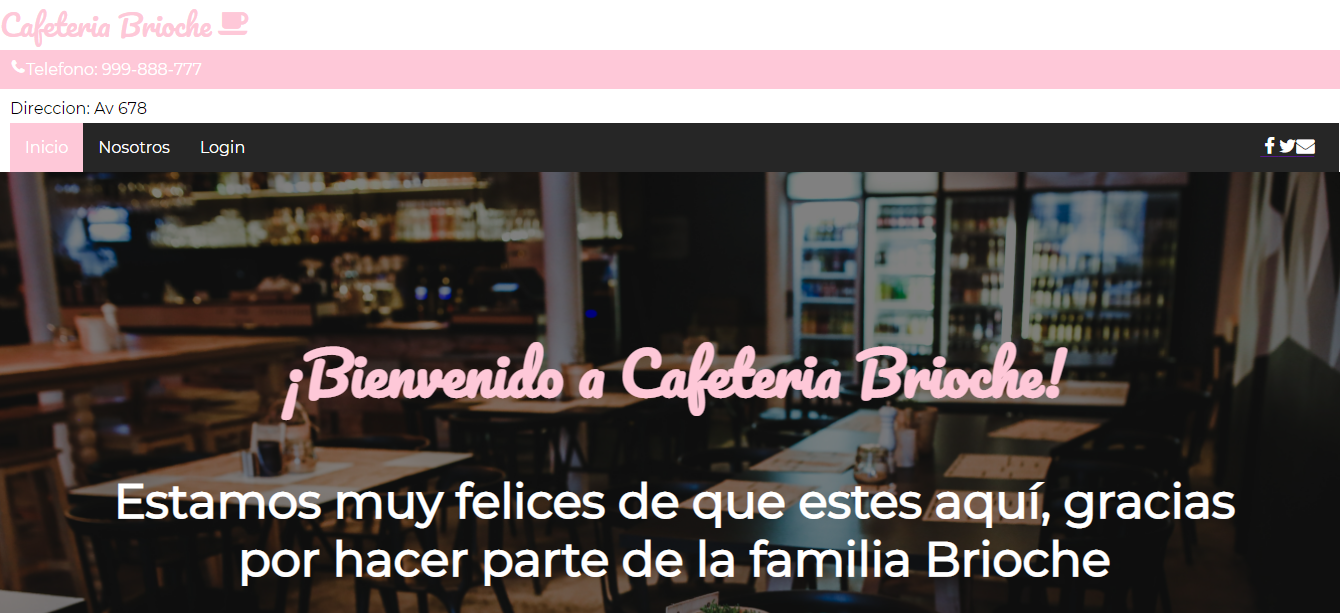 Cafeteria Brioche
Telefono: 999-888-777
Direccion: Av 678
Inicio Nosotros Login
¡Bienvenido a Cafeteria Brioche!
Estamos muy felices de que estes aquí, gracias
por hacer parte de la familia Brioche